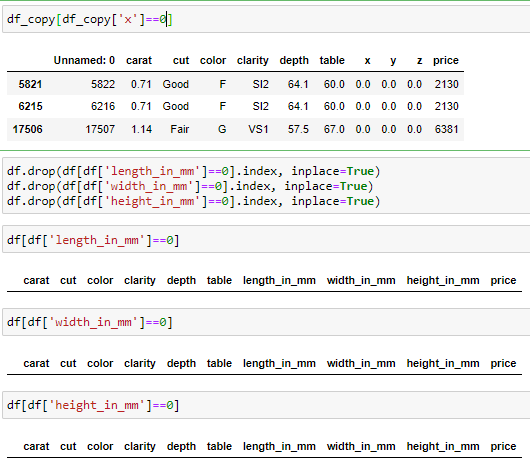 df_copy[df_copy['x']==0]
Unnamed: 0 carat cut color clarity depth table x y z price
5821 5822 0.71 Good F SI2 64.1 60.0 0.0 0.0 0.0 2130
6215 6216 0.71 Good F SI2 64.1 60.0 0.0 0.0 0.0 2130
17506 17507 1.14 Fair G VS1 57.5 67.0 0.0 0.0 0.0 6381
df.drop(df[df['length_in_mm']==0].index, inplace=True)
df.drop(df[df['width_in_mm']==0].index, inplace=True)
df.drop(df[df['height_in_mm']==0].index, inplace=True)
df[df['length_in_mm']==0]
carat cut color clarity depth table length_in_mm width_in_mm height_in_mm price
df[df['width_in_mm']==0]
carat cut color clarity depth table length_in_mm width_in_mm height_in_mm price
df[df['height_in_mm']==0]
carat cut color clarity depth table length_in_mm width_in_mm height_in_mm price